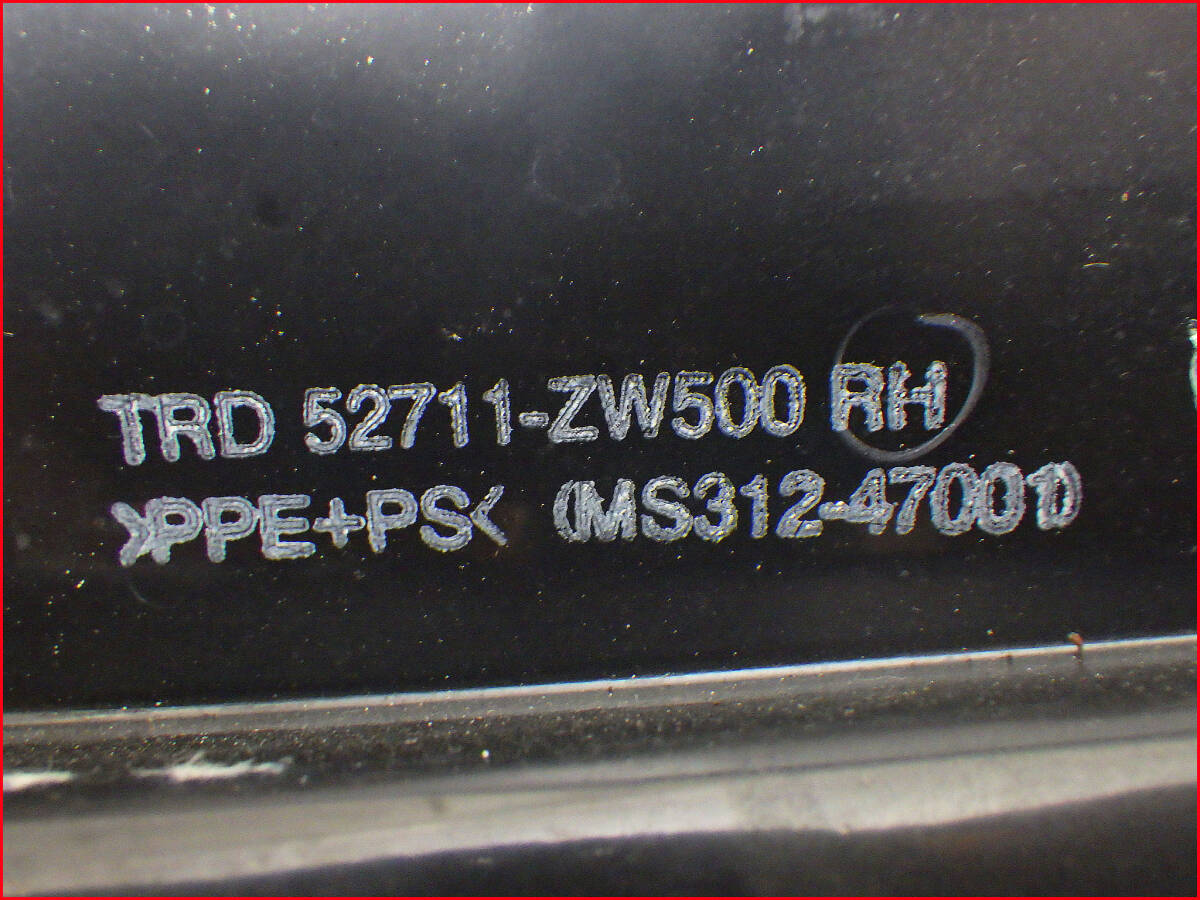 TRD 52711-ZW500 RH
>PPE+PS< (MS312-47001)